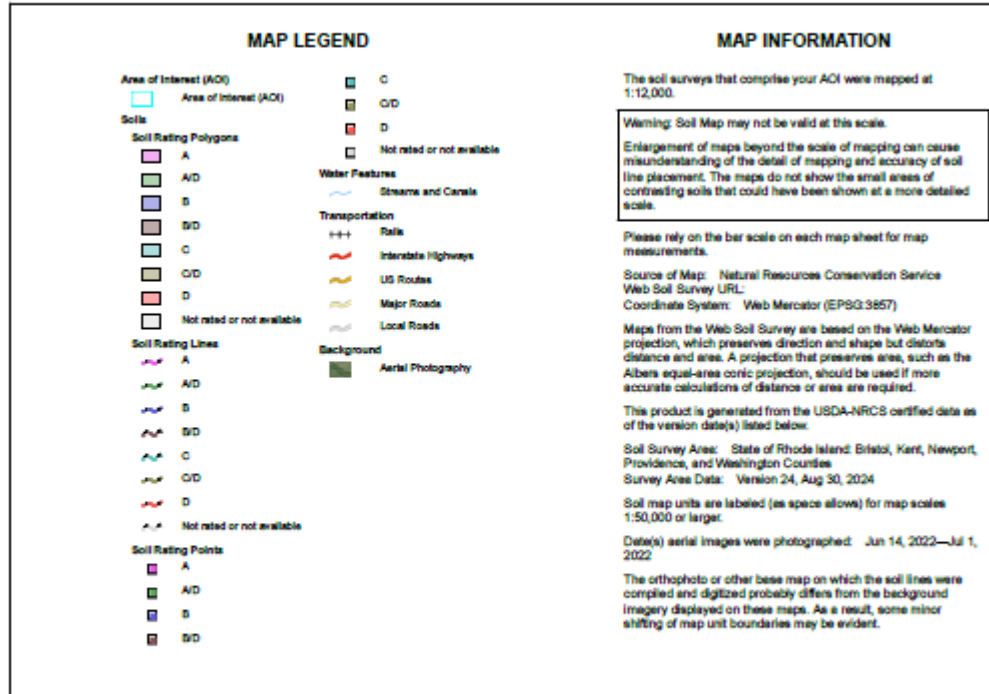 MAP LEGEND
Area of Interest (AOI)
Area of Interest (AOI)
Soils
Soil Rating Polygons
A
A/D
B
B/D
C
C/D
D
Not rated or not available
Soil Rating Lines
A
A/D
B
B/D
C
C/D
D
Not rated or not available
Soil Rating Points
A
A/D
B
B/D
C
C/D
D
Not rated or not available
Water Features
Streams and Canals
Transportation
Rails
Interstate Highways
US Routes
Major Roads
Local Roads
Background
Aerial Photography
MAP INFORMATION
The soil surveys that comprise your AOI were mapped at
1:12,000.
Warning: Soil Map may not be valid at this scale.
Enlargement of maps beyond the scale of mapping can cause
misunderstanding of the detail of mapping and accuracy of soil
line placement. The maps do not show the small areas of
contrasting soils that could have been shown at a more detailed
scale.
Please rely on the bar scale on each map sheet for map
measurements.
Source of Map: Natural Resources Conservation Service
Web Soil Survey URL:
Coordinate System: Web Mercator (EPSG:3857)
Maps from the Web Soil Survey are based on the Web Mercator
projection, which preserves direction and shape but distorts
distance and area. A projection that preserves area, such as the
Albers equal-area conic projection, should be used if more
accurate calculations of distance or area are required.
This product is generated from the USDA-NRCS certified data as
of the version date(s) listed below.
Soil Survey Area: State of Rhode Island: Bristol, Kent, Newport,
Providence, and Washington Counties
Survey Area Data: Version 24, Aug 30, 2024
Soil map units are labeled (as space allows) for map scales
1:50,000 or larger.
Date(s) aerial images were photographed: Jun 14, 2022—Jul 1,
2022
The orthophoto or other base map on which the soil lines were
compiled and digitized probably differs from the background
imagery displayed on these maps. As a result, some minor
shifting of map unit boundaries may be evident.